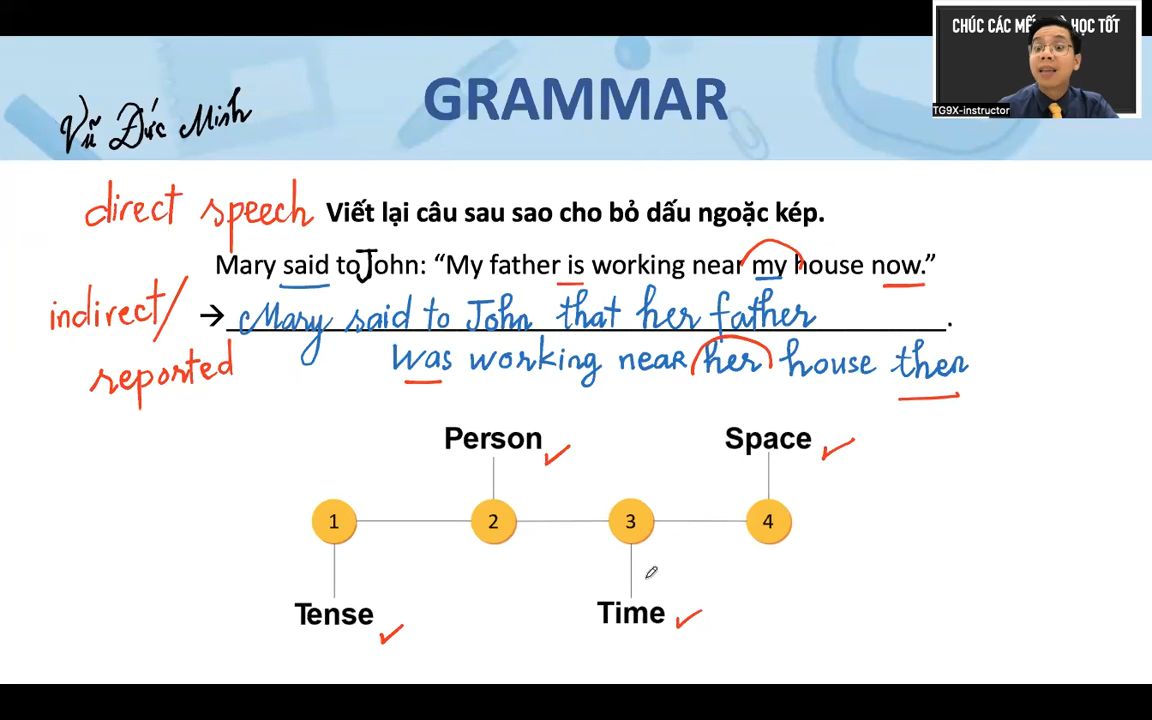 CHÚC CÁC HỌC TỐT
TG9X-instructor
GRAMMAR
Vũ Đức Minh
direct speech
Viết lại câu sau sao cho bỏ dấu ngoặc kép.
Mary said to John: “My father is working near my house now.”
indirect/
reported
→ Mary said to John that her father .
was working near her house then
Person
Space
1
2
3
4
Tense
Time